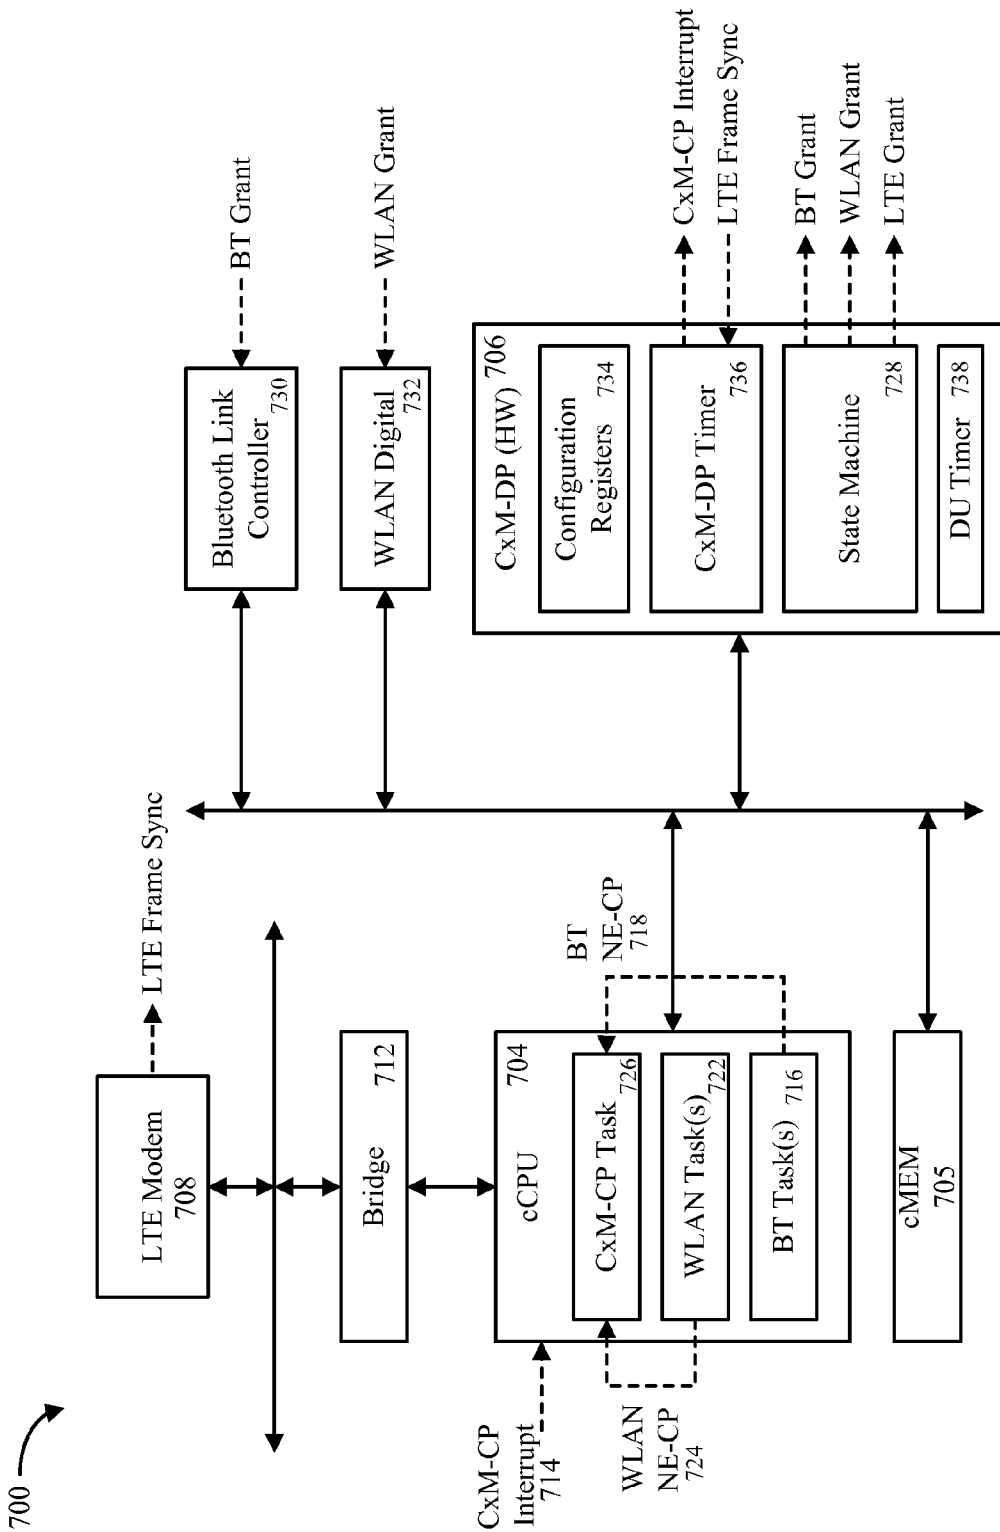 700
LTE Modem
708
LTE Frame Sync
Bridge
712
CxM-CP
Interrupt
714
cCPU
704
CxM-CP Task
726
WLAN Task(s)
722
BT Task(s)
716
WLAN
NE-CP
724
BT
NE-CP
718
cMEM
705
Bluetooth Link
Controller
730
BT Grant
WLAN Digital
732
WLAN Grant
CxM-DP (HW)
706
Configuration
Registers
734
CxM-DP Timer
736
CxM-CP Interrupt
LTE Frame Sync
State Machine
728
BT Grant
WLAN Grant
LTE Grant
DU Timer
738